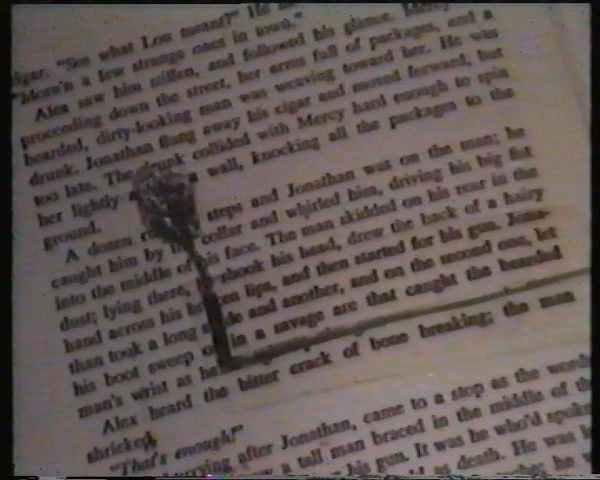 cigar. "See what Lou meant?" He
"More'n a few strange ones in town."
Alex saw him stiffen, and followed his glance. Mercy
proceeding down the street, her arms full of packages, and a
bearded, dirty-looking man was weaving toward her. He was
drunk. Jonathan flung away his cigar and moved forward, but
too late. The drunk collided with Mercy hard enough to spin
her lightly a wall, knocking all the packages to the
ground.
A dozen steps and Jonathan was on the man; he
caught him by collar and whirled him, driving his big fist
into the middle of his face. The man skidded on his rear in the
dust; lying there, shook his head, drew the back of a hairy
hand across his lips, and then started for his gun. Jona-
than took a long and another, and on the second one, let
his boot sweep in a savage arc that caught the bearded
man's wrist as he
Alex heard the bitter crack of bone breaking; the man
shrieked.
"That's enough!"
after Jonathan, came to a stop as the words
a tall man braced in the middle of the
his gun. It was he who'd spoke
as death. He was